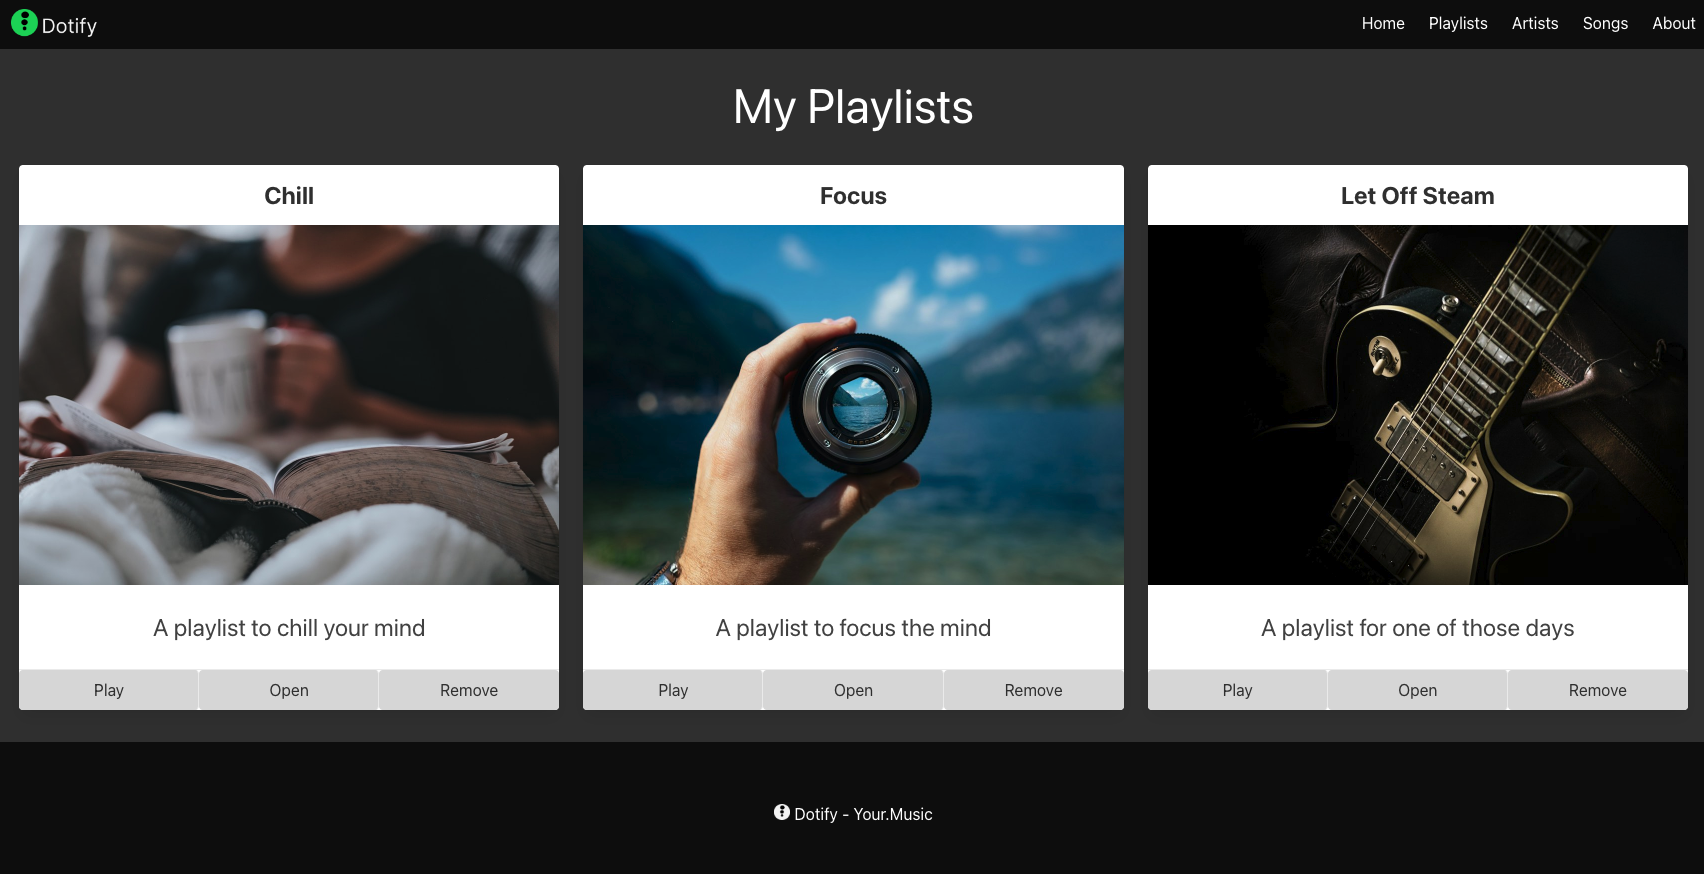 Dotify
Home Playlists Artists Songs About
My Playlists
Chill
A playlist to chill your mind
Play Open Remove
Focus
A playlist to focus the mind
Play Open Remove
Let Off Steam
A playlist for one of those days
Play Open Remove
Dotify - Your.Music